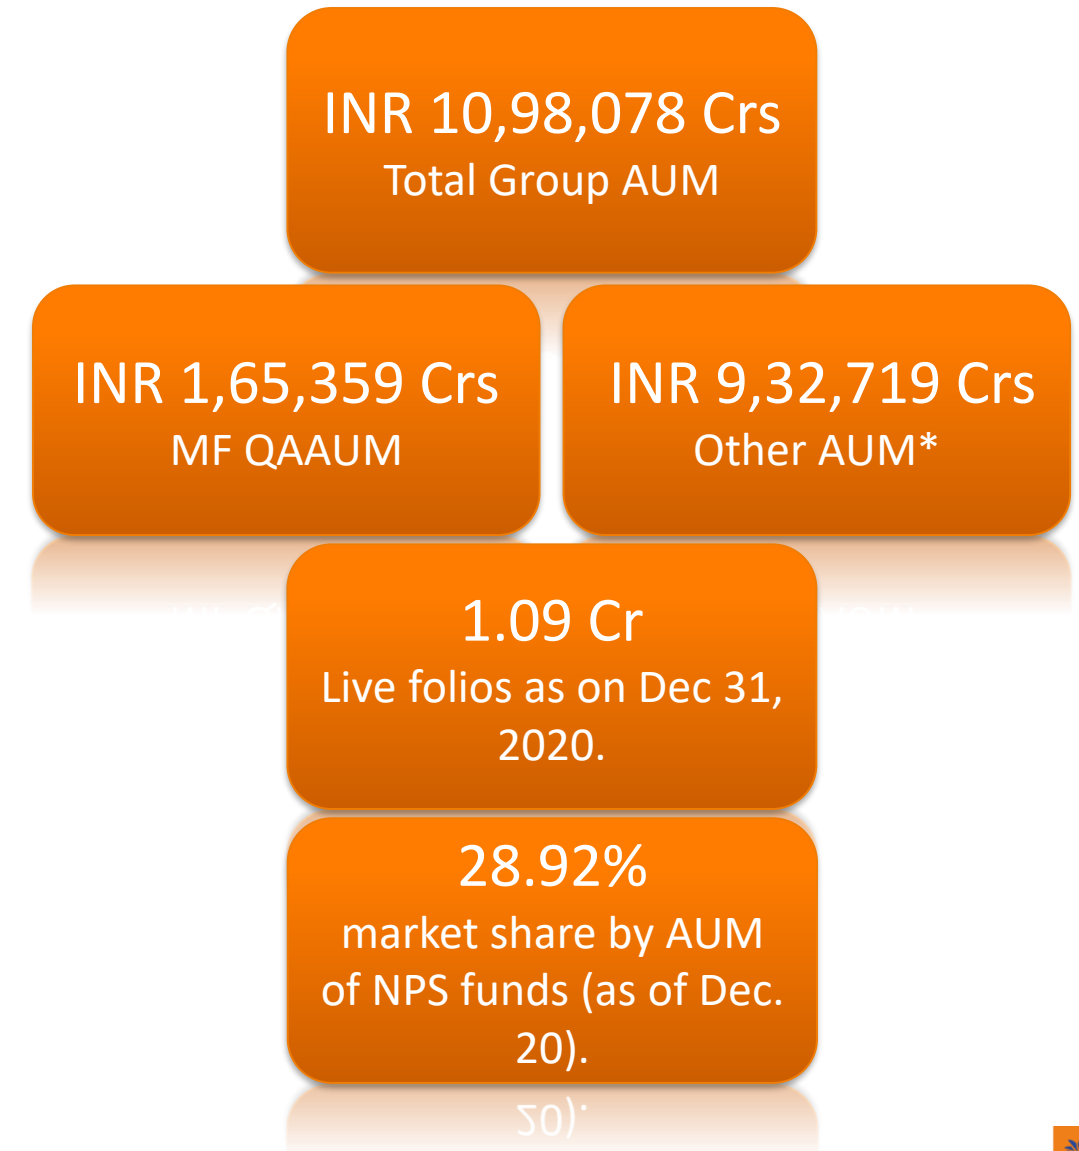 INR 10,98,078 Crs
Total Group AUM
INR 1,65,359 Crs
MF QAAUM
INR 9,32,719 Crs
Other AUM*
1.09 Cr
Live folios as on Dec 31,
2020.
28.92%
market share by AUM
of NPS funds (as of Dec.
20).